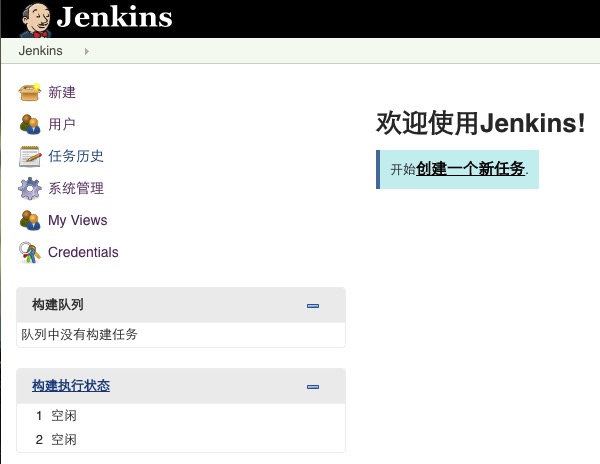 Jenkins
Jenkins
新建
用户
任务历史
系统管理
My Views
Credentials
构建队列
队列中没有构建任务
构建执行状态
1 空闲
2 空闲
欢迎使用Jenkins!
开始创建一个新任务.